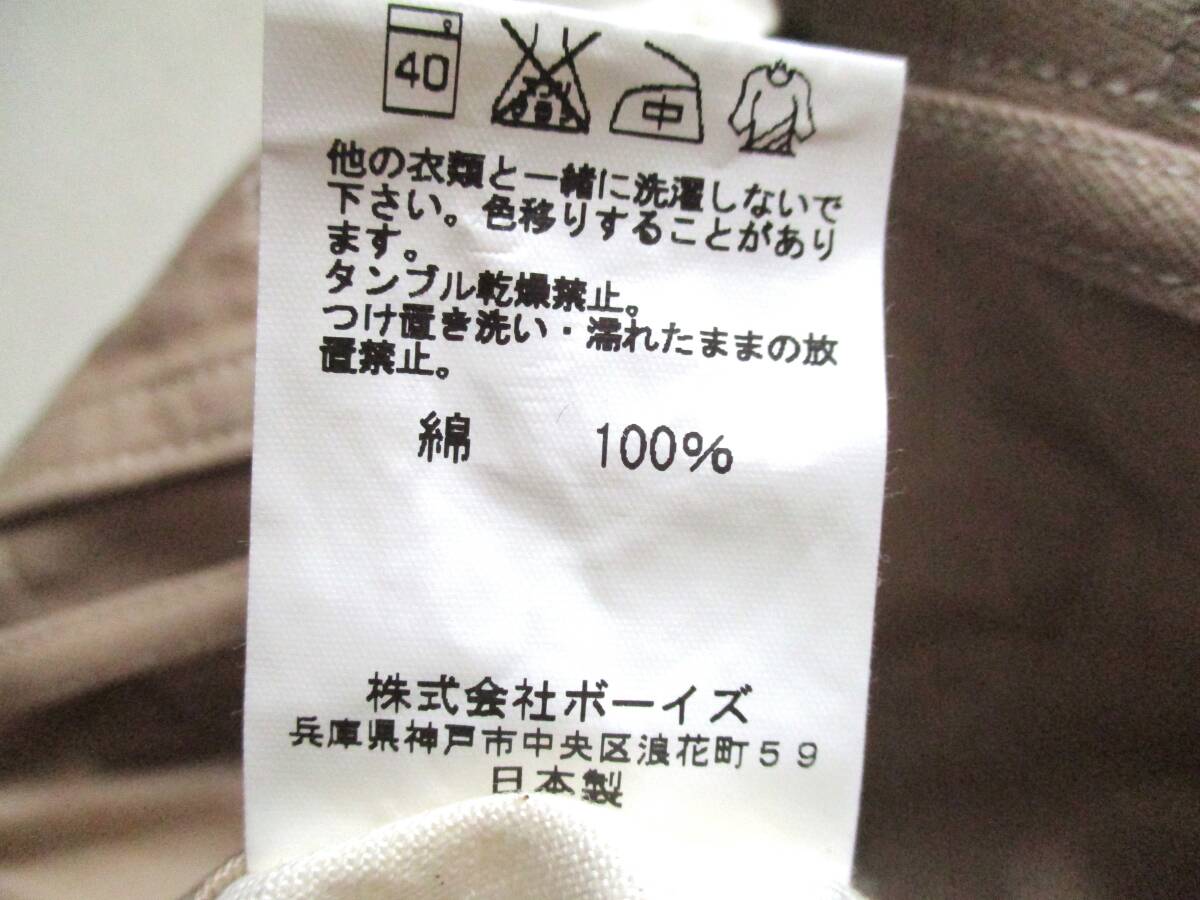 40 中
他の衣類と一緒に洗濯しないで
下さい。色移りすることがあり
ます。
タンブル乾燥禁止。
つけ置き洗い・濡れたままの放
置禁止。
綿 100%
株式会社ボーイズ
兵庫県神戸市中央区浪花町59
日本製